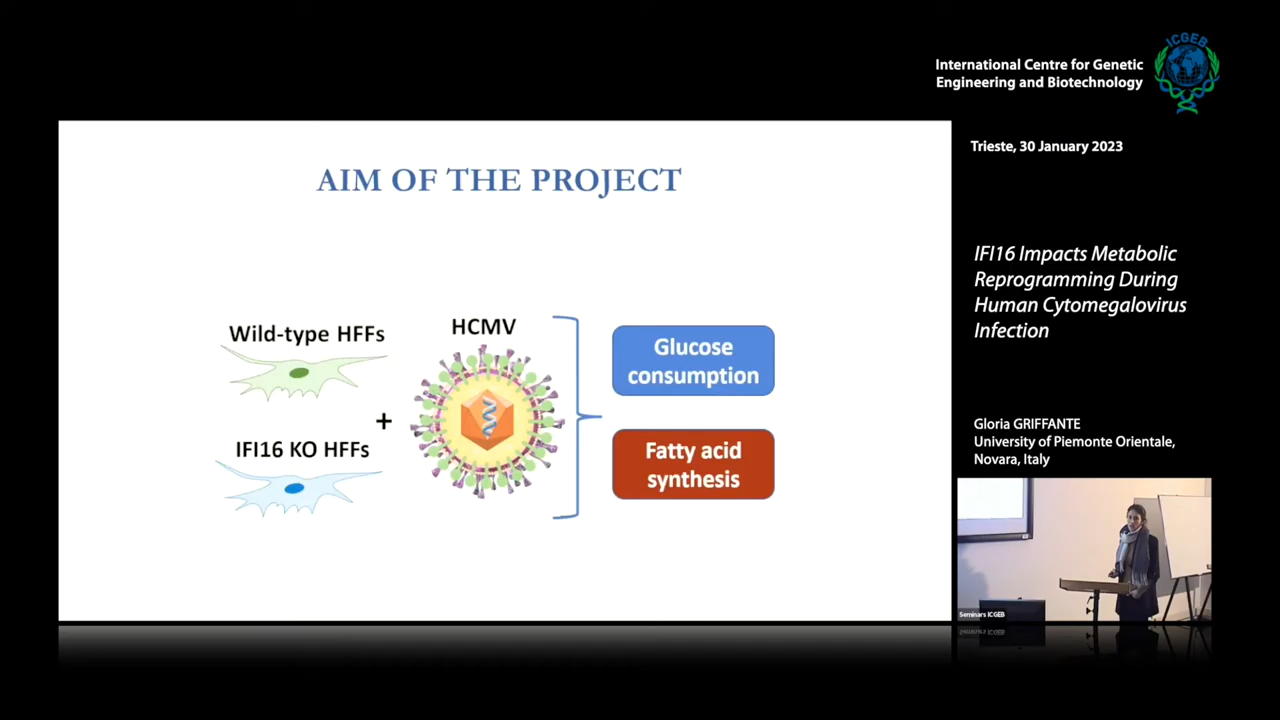 ICGEB
International Centre for Genetic
Engineering and Biotechnology
Trieste, 30 January 2023
AIM OF THE PROJECT
Wild-type HFFs
HCMV
+
IFI16 KO HFFs
Glucose
consumption
Fatty acid
synthesis
IFI16 Impacts Metabolic
Reprogramming During
Human Cytomegalovirus
Infection
Gloria GRIFFANTE
University of Piemonte Orientale,
Novara, Italy
Seminars ICGEB